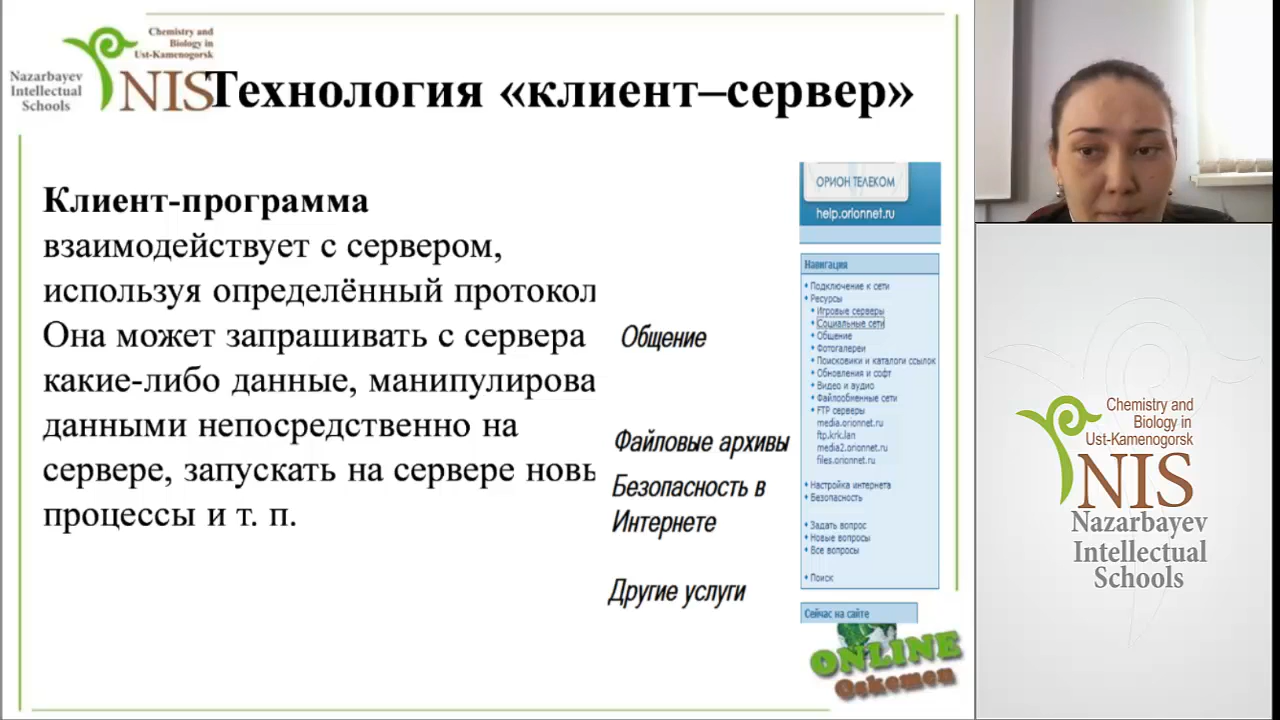 Chemistry and
Biology in
Ust-Kamenogorsk
Nazarbayev
Intellectual
Schools
NIS
Технология «клиент–сервер»
Клиент-программа
взаимодействует с сервером,
используя определённый протокол
Она может запрашивать с сервера
какие-либо данные, манипулирова
данными непосредственно на
сервере, запускать на сервере новы
процессы и т. п.
Общение
Файловые архивы
Безопасность в
Интернете
Другие услуги
ОРИОН ТЕЛЕКОМ
help.orionnet.ru
Навигация
Подключение к сети
Ресурсы
Игровые серверы
Социальные сети
Общение
Фотогалереи
Поисковики и каталоги ссылок
Обновления и софт
Видео и аудио
Файлообменные сети
FTP серверы
media.orionnet.ru
ftp.krk.lan
media2.orionnet.ru
files.orionnet.ru
Настройка интернета
Безопасность
Задать вопрос
Новые вопросы
Все вопросы
Поиск
Сейчас на сайте
ONLINE
Oskemen
Chemistry and
Biology in
Ust-Kamenogorsk
NIS
Nazarbayev
Intellectual
Schools